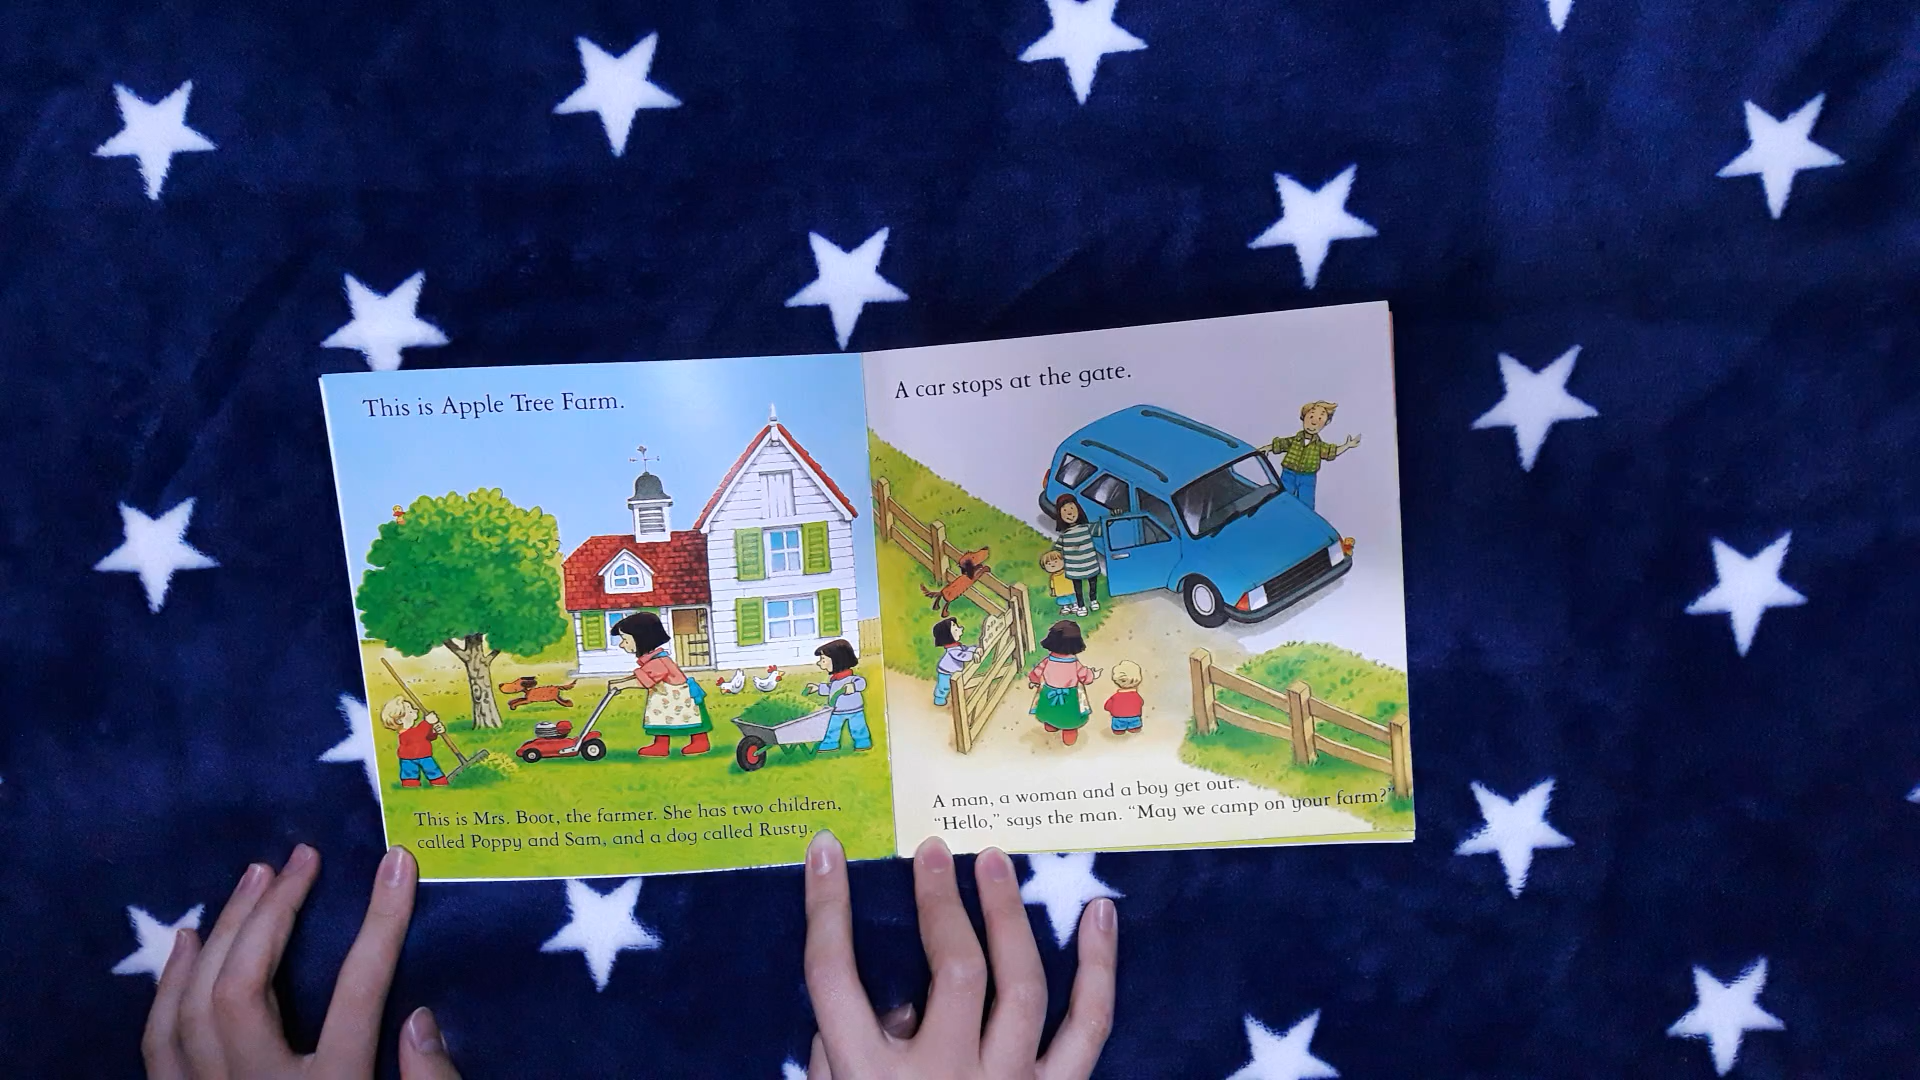 This is Apple Tree Farm.
This is Mrs. Boot, the farmer. She has two children,
called Poppy and Sam, and a dog called Rusty.
A car stops at the gate.
A man, a woman and a boy get out.
“Hello,” says the man. “May we camp on your farm?”